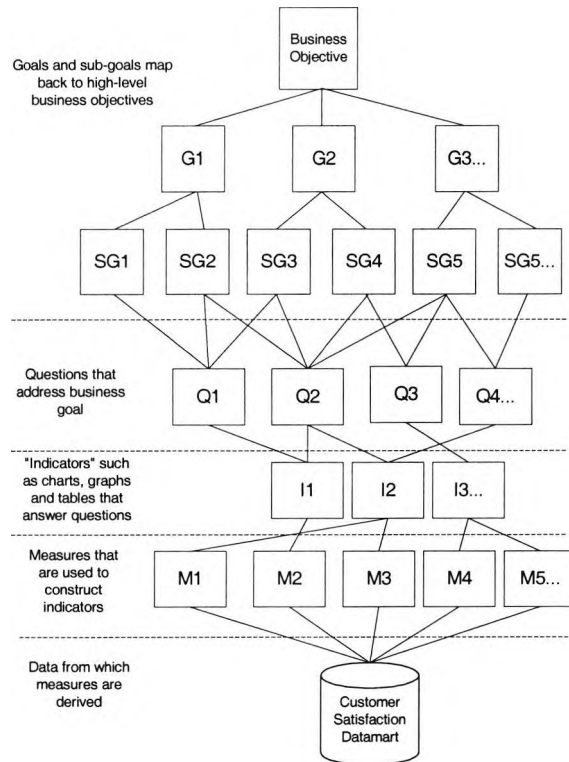 Business
Objective
Goals and sub-goals map
back to high-level
business objectives
G1
G2
G3...
SG1
SG2
SG3
SG4
SG5
SG5...
Questions that
address business
goal
Q1
Q2
Q3
Q4...
"Indicators" such
as charts, graphs
and tables that
answer questions
I1
I2
I3...
Measures that
are used to
construct
indicators
M1
M2
M3
M4
M5...
Data from which
measures are
derived
Customer
Satisfaction
Datamart